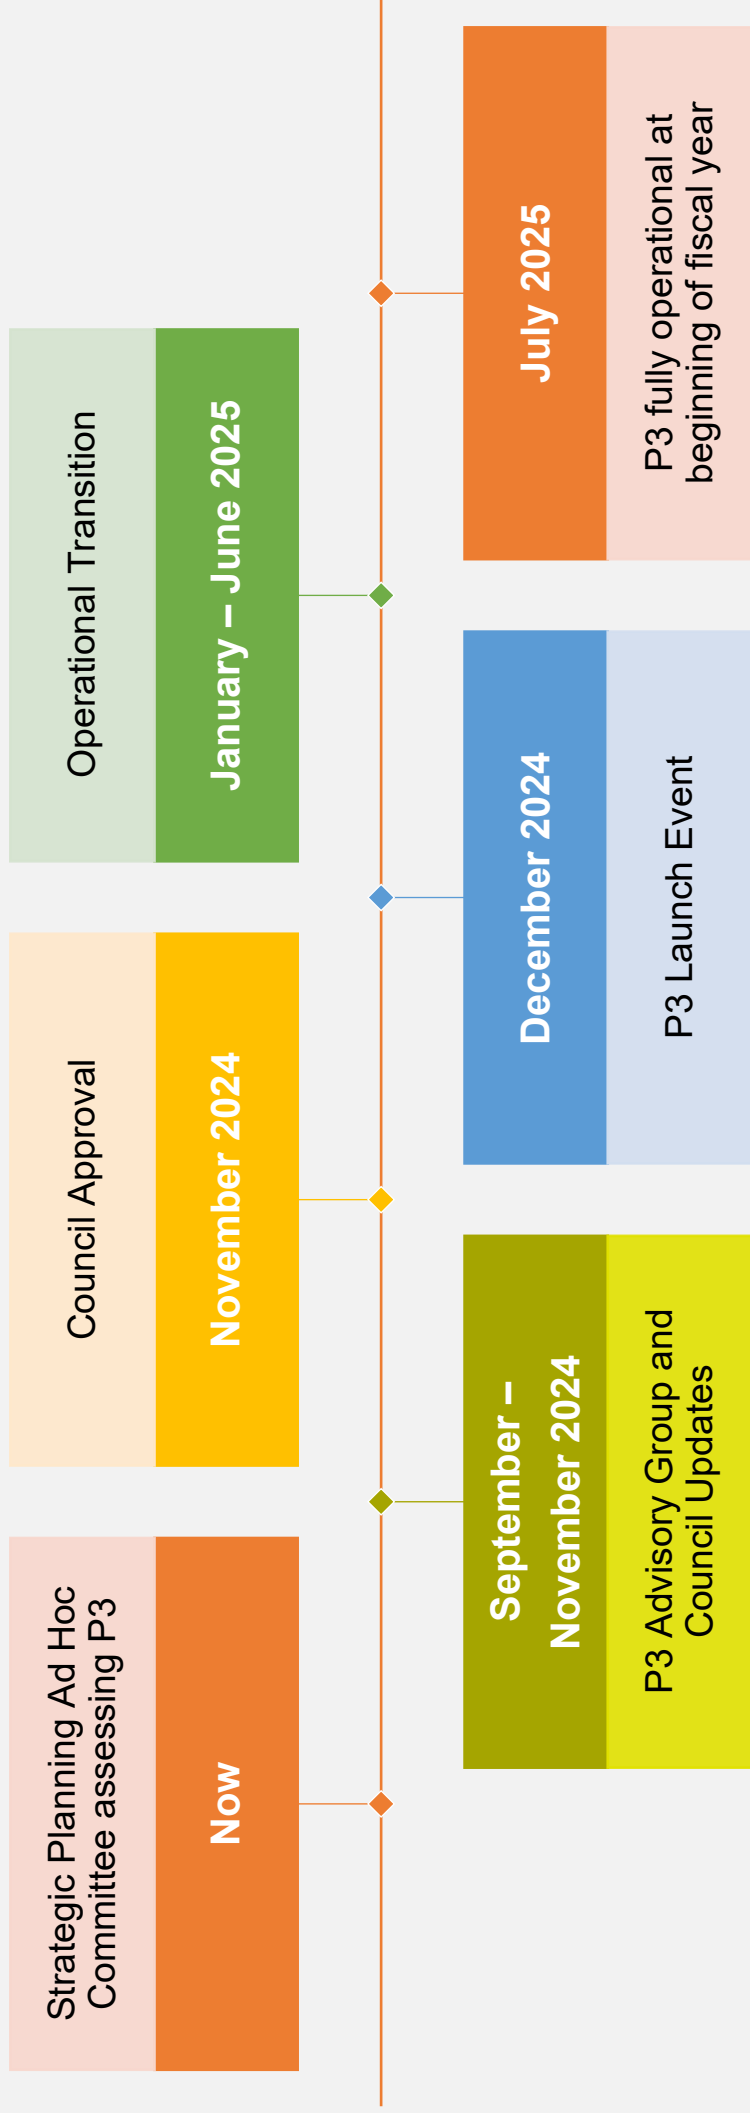 Strategic Planning Ad Hoc
Committee assessing P3
Now
September –
November 2024
P3 Advisory Group and
Council Updates
Council Approval
November 2024
December 2024
P3 Launch Event
Operational Transition
January – June 2025
July 2025
P3 fully operational at
beginning of fiscal year